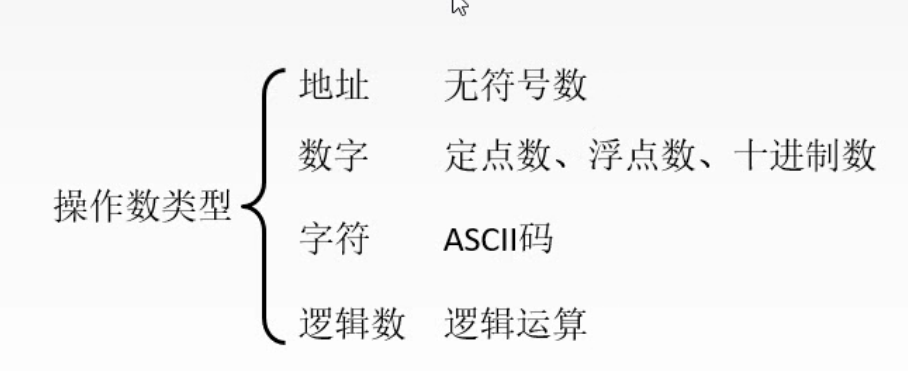 地址 无符号数
数字 定点数、浮点数、十进制数
操作数类型
字符 ASCII码
逻辑数 逻辑运算